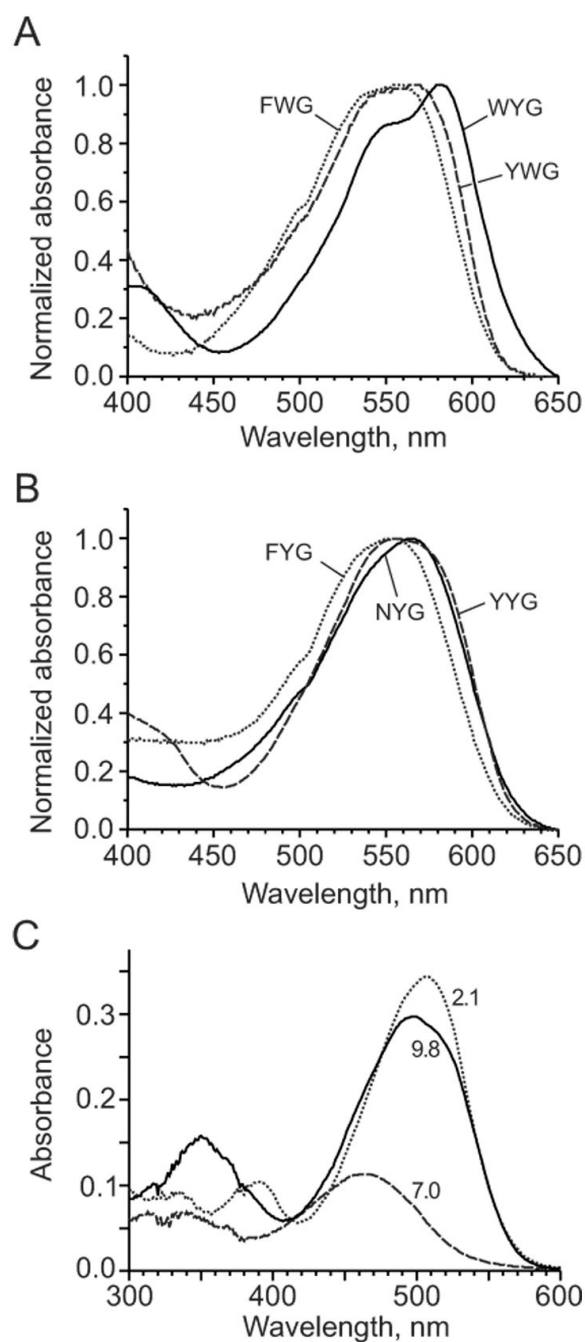 A
Normalized absorbance
1.0
0.8
0.6
0.4
0.2
0.0
FWG
WYG
YWG
400 450 500 550 600 650
Wavelength, nm
B
Normalized absorbance
1.0
0.8
0.6
0.4
0.2
0.0
FYG
NYG
YYG
400 450 500 550 600 650
Wavelength, nm
C
Absorbance
0.3
0.2
0.1
0.0
2.1
9.8
7.0
300 400 500 600
Wavelength, nm